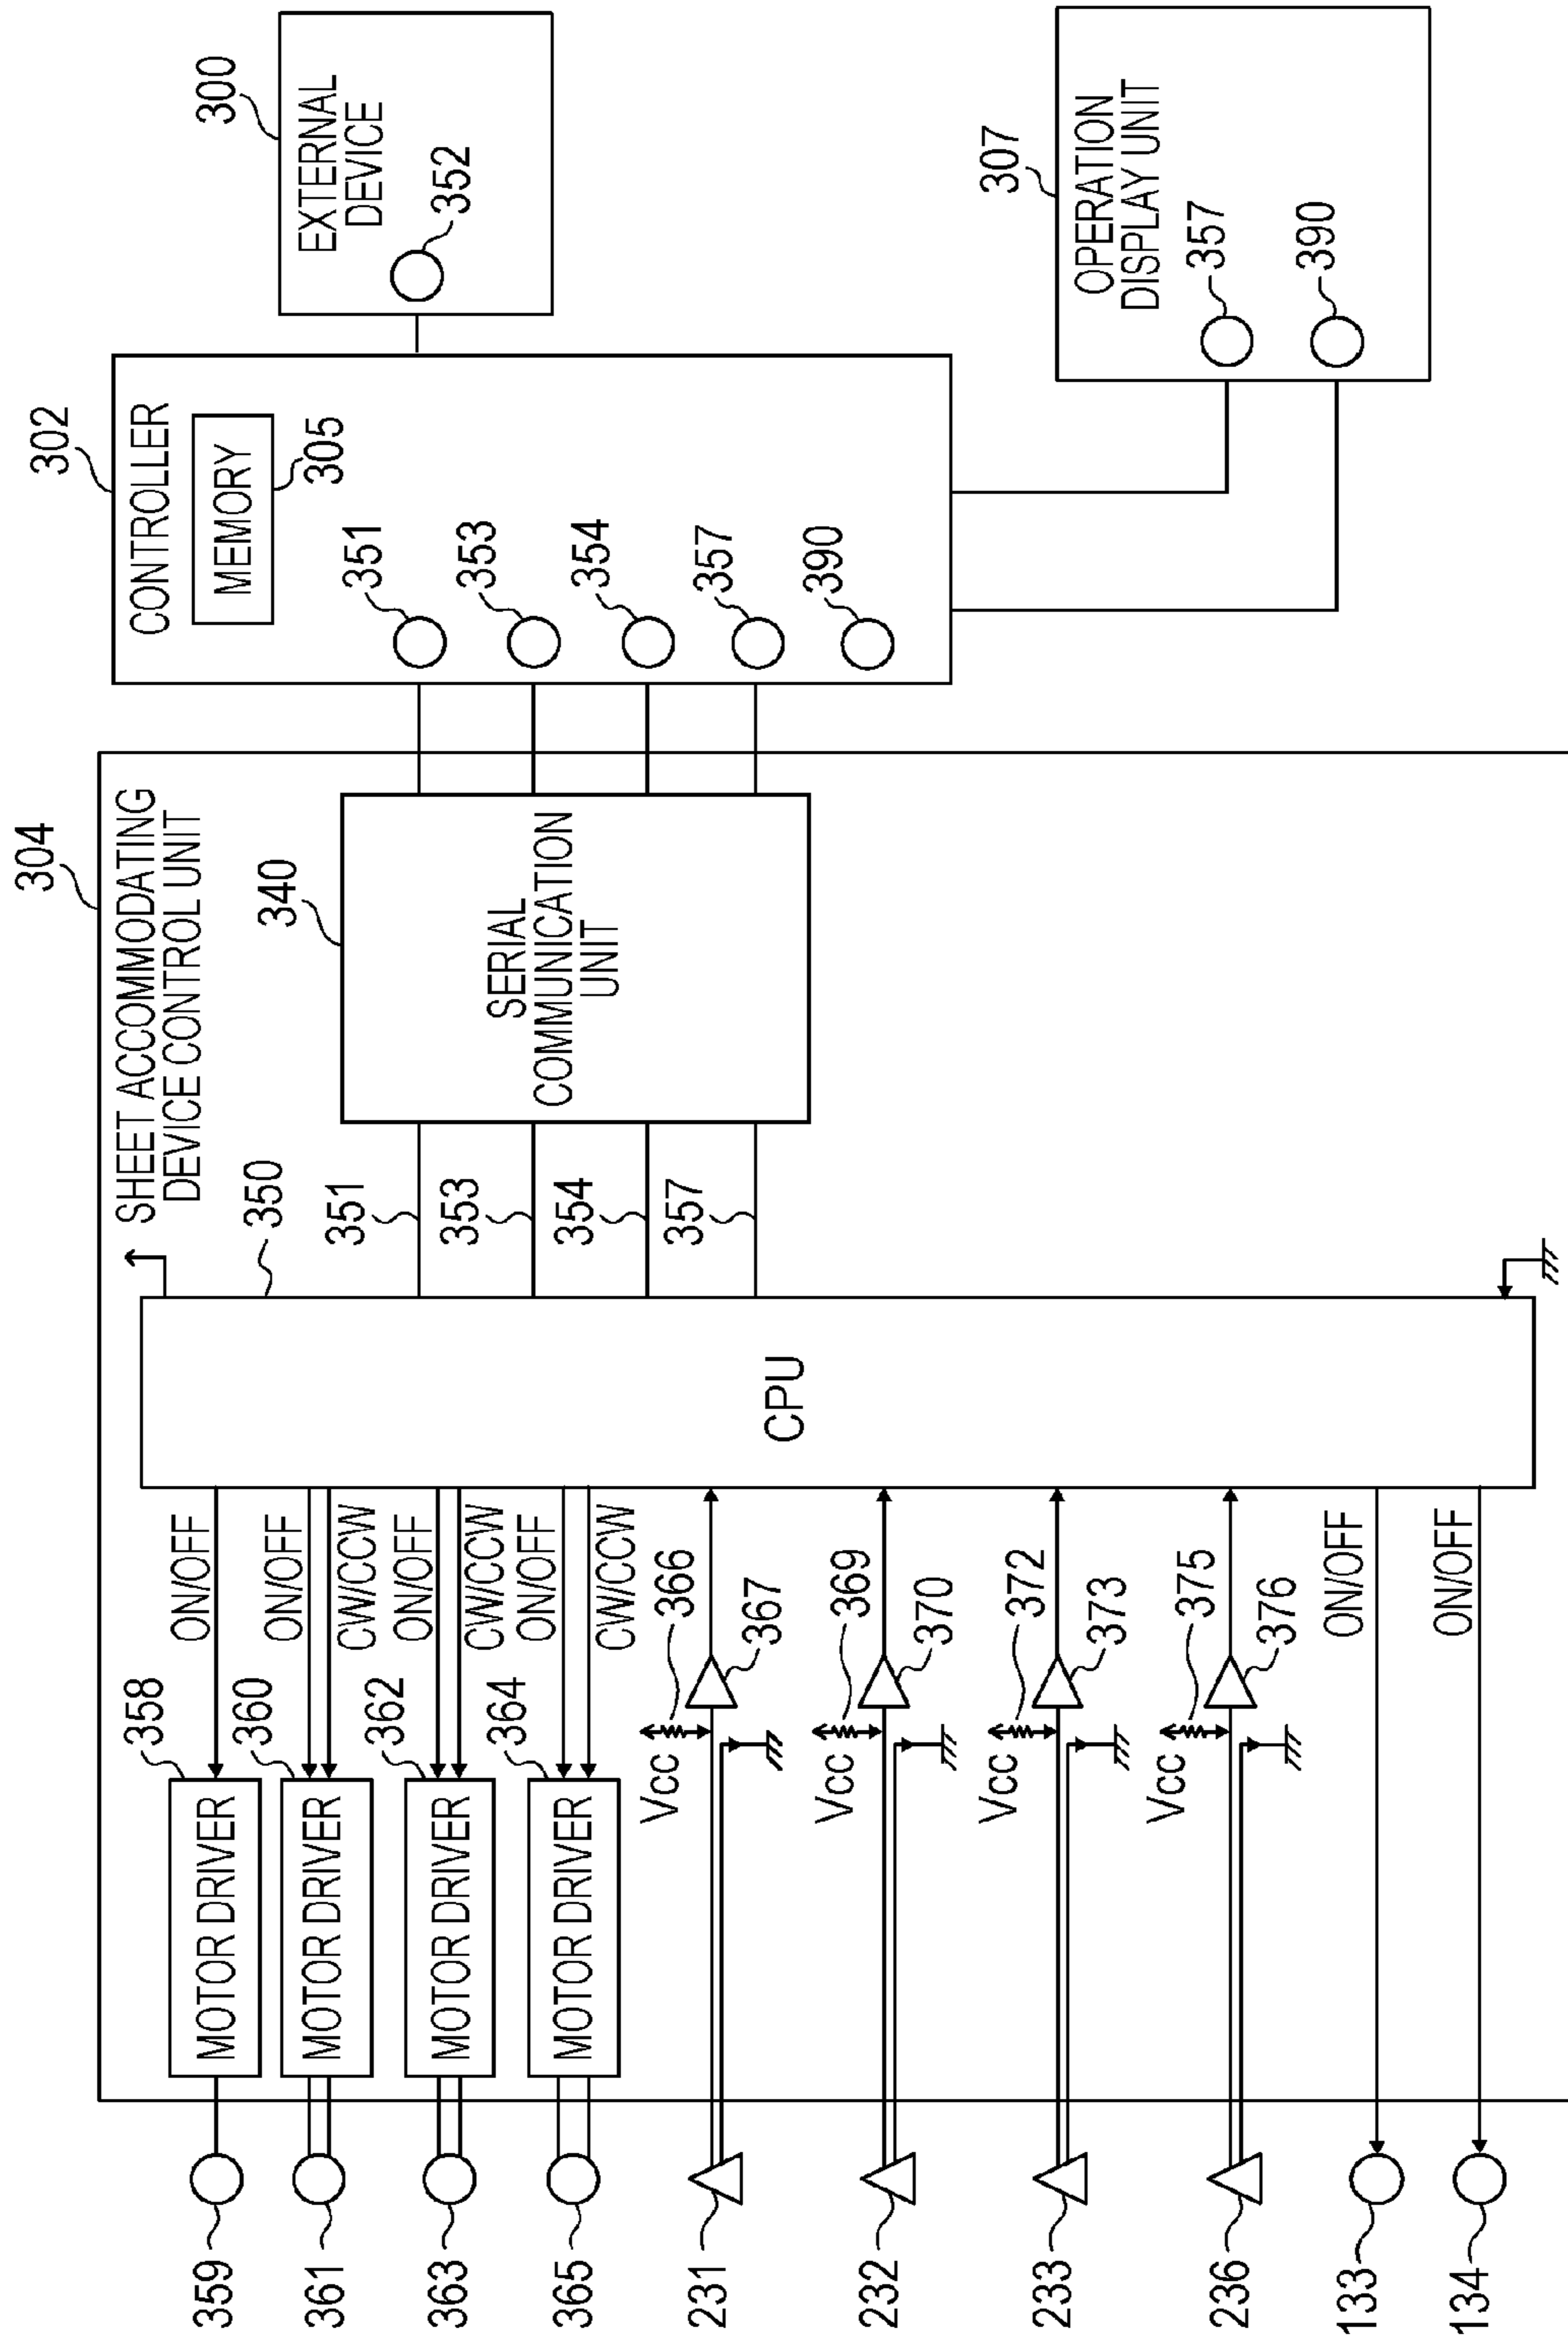 304
SHEET ACCOMMODATING
DEVICE CONTROL UNIT
302
CONTROLLER
MEMORY
305
300
EXTERNAL
DEVICE
352
359
358
MOTOR DRIVER
ON/OFF
350
361
360
MOTOR DRIVER
ON/OFF
CW/CCW
363
362
MOTOR DRIVER
ON/OFF
CW/CCW
365
364
MOTOR DRIVER
ON/OFF
CW/CCW
CPU
351
353
354
357
340
SERIAL
COMMUNICATION
UNIT
351
353
354
357
390
231
Vcc
366
367
232
Vcc
369
370
233
Vcc
372
373
236
Vcc
375
376
133
ON/OFF
134
ON/OFF
307
OPERATION
DISPLAY UNIT
357
390